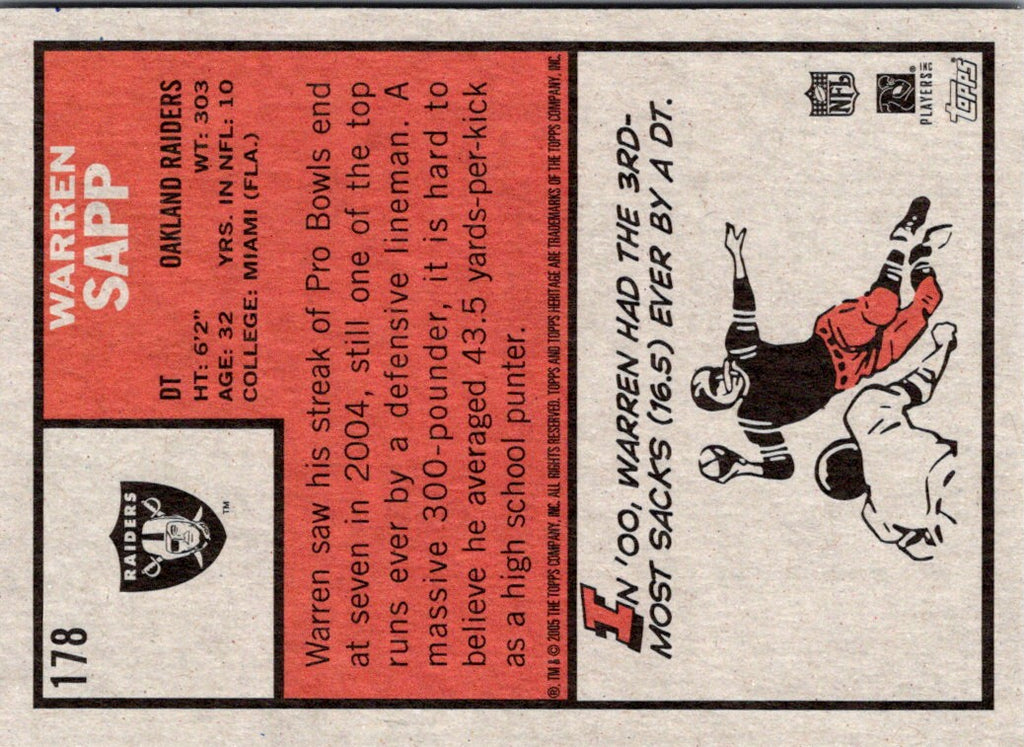 178
RAIDERS
TM
WARREN
SAPP
DT OAKLAND RAIDERS
HT: 6'2" WT: 303
AGE: 32 YRS. IN NFL: 10
COLLEGE: MIAMI (FLA.)
Warren saw his streak of Pro Bowls end
at seven in 2004, still one of the top
runs ever by a defensive lineman. A
massive 300-pounder, it is hard to
believe he averaged 43.5 yards-per-kick
as a high school punter.
®, TM & © 2005 THE TOPPS COMPANY, INC. ALL RIGHTS RESERVED. TOPPS AND TOPPS HERITAGE ARE TRADEMARKS OF THE TOPPS COMPANY, INC.
IN '00, WARREN HAD THE 3RD-
MOST SACKS (16.5) EVER BY A DT.
NFL
PLAYERS INC
®
Topps®